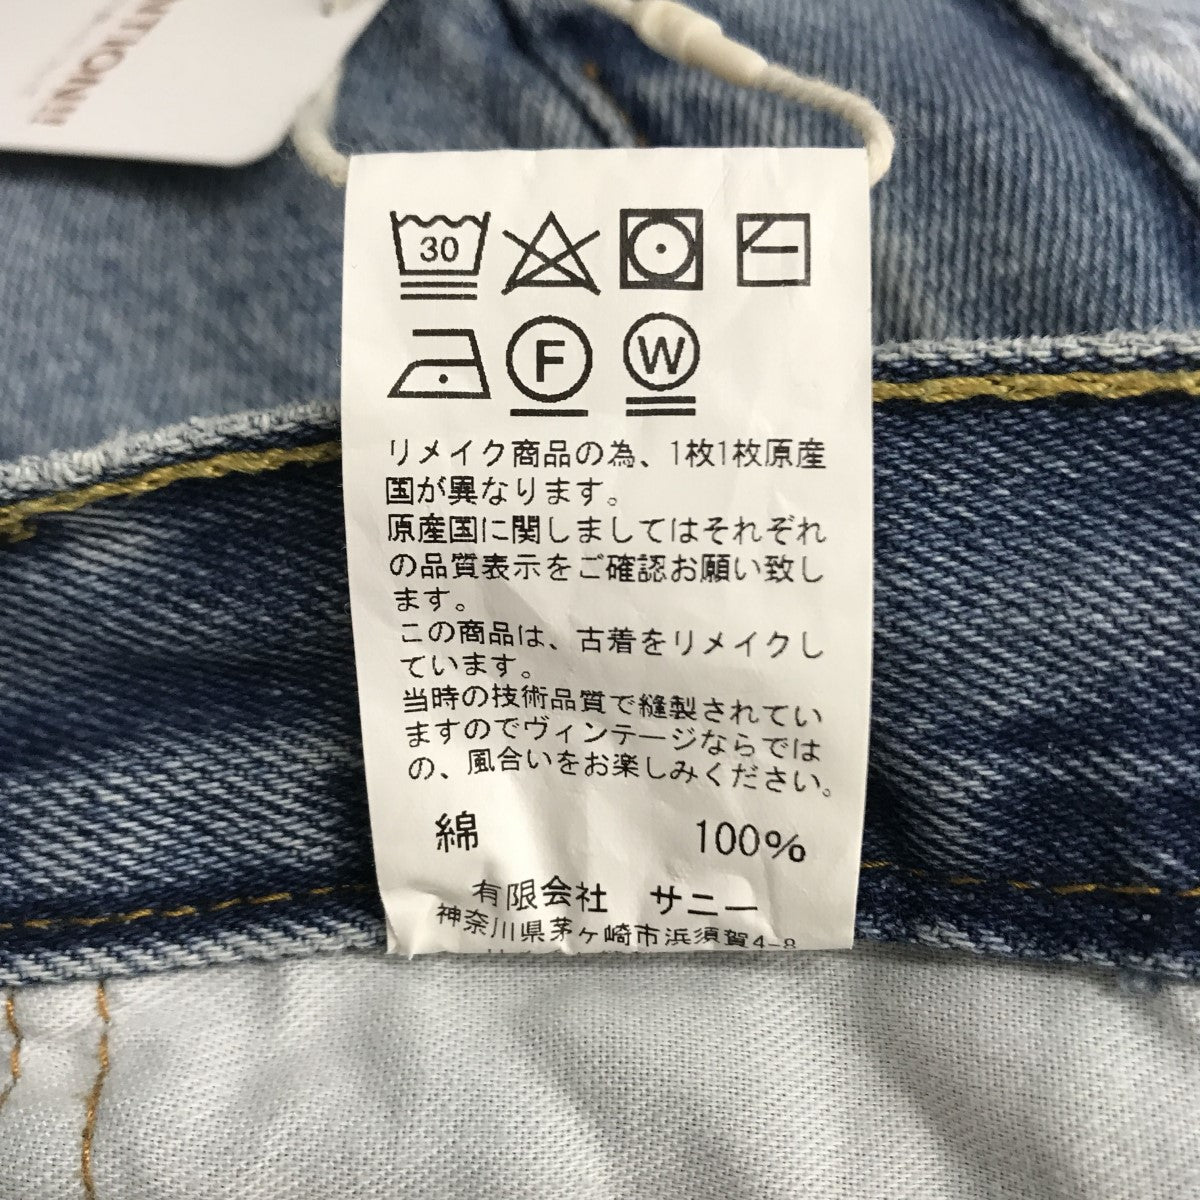 30
F
W
リメイク商品の為、1枚1枚原産
国が異なります。
原産国に関しましてはそれぞれ
の品質表示をご確認お願い致し
ます。
この商品は、古着をリメイクし
ています。
当時の技術品質で縫製されてい
ますのでヴィンテージならでは
の、風合いをお楽しみください。
綿 100%
有限会社 サニー
神奈川県茅ヶ崎市浜須賀4-8